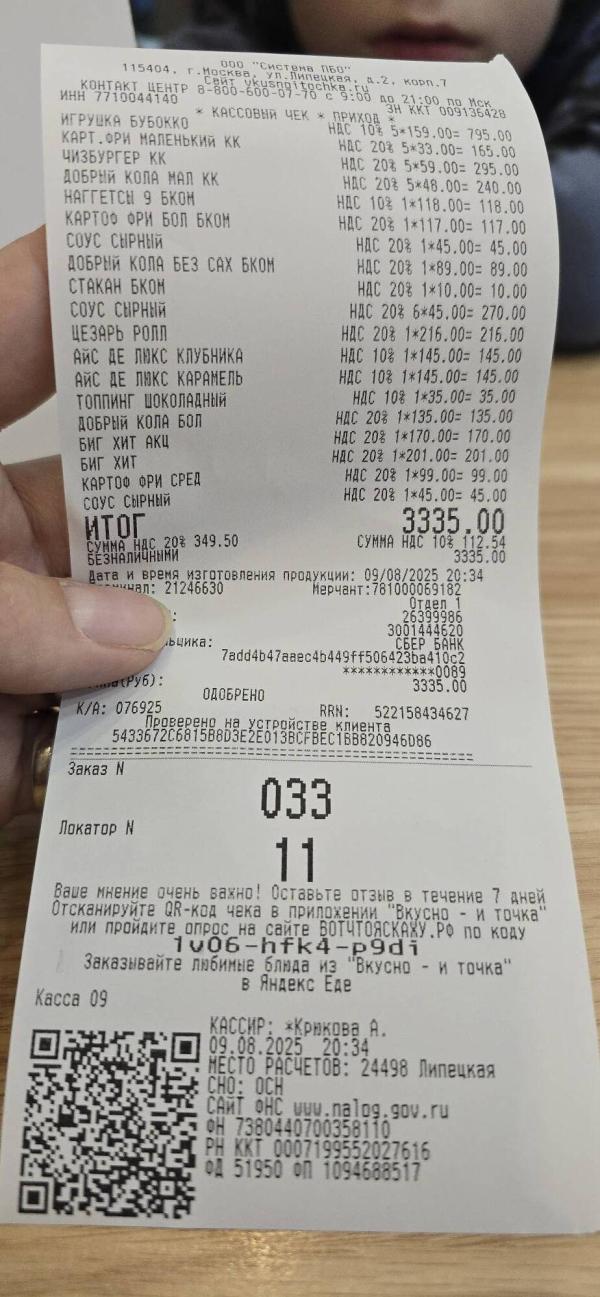 ООО "Система ПБО"
115404, г.Москва, ул.Липецкая, д.2, корп.7
Сайт vkusnoitochka.ru
КОНТАКТ ЦЕНТР 8-800-600-07-70 с 9:00 до 21:00 по Мск
ИНН 7710044140 ЗН ККТ 009136428
* КАССОВЫЙ ЧЕК * ПРИХОД *
ИГРУШКА БУБОККО НДС 10% 5*159.00= 795.00
КАРТ.ФРИ МАЛЕНЬКИЙ КК НДС 20% 5*33.00= 165.00
ЧИЗБУРГЕР КК НДС 20% 5*59.00= 295.00
ДОБРЫЙ КОЛА МАЛ КК НДС 20% 5*48.00= 240.00
НАГГЕТСЫ 9 БКОМ НДС 10% 1*118.00= 118.00
КАРТОФ ФРИ БОЛ БКОМ НДС 20% 1*117.00= 117.00
СОУС СЫРНЫЙ НДС 20% 1*45.00= 45.00
ДОБРЫЙ КОЛА БЕЗ САХ БКОМ НДС 20% 1*89.00= 89.00
СТАКАН БКОМ НДС 20% 1*10.00= 10.00
СОУС СЫРНЫЙ НДС 20% 6*45.00= 270.00
ЦЕЗАРЬ РОЛЛ НДС 20% 1*216.00= 216.00
АЙС ДЕ ЛЮКС КЛУБНИКА НДС 10% 1*145.00= 145.00
АЙС ДЕ ЛЮКС КАРАМЕЛЬ НДС 10% 1*145.00= 145.00
ТОППИНГ ШОКОЛАДНЫЙ НДС 10% 1*35.00= 35.00
ДОБРЫЙ КОЛА БОЛ НДС 20% 1*135.00= 135.00
БИГ ХИТ АКЦ НДС 20% 1*170.00= 170.00
БИГ ХИТ НДС 20% 1*201.00= 201.00
КАРТОФ ФРИ СРЕД НДС 20% 1*99.00= 99.00
СОУС СЫРНЫЙ НДС 20% 1*45.00= 45.00
ИТОГ 3335.00
СУММА НДС 20% 349.50 СУММА НДС 10% 112.54
БЕЗНАЛИЧНЫМИ 3335.00
Дата и время изготовления продукции: 09/08/2025 20:34
21246630 Мерчант:781000069182
Отдел 1
26399986
3001444620
СБЕР БАНК
7add4b47aaec4b449ff506423ba410c2
************0089
(Руб): 3335.00
ОДОБРЕНО
К/А: 076925 RRN: 522158434627
Проверено на устройстве клиента
5433672C6815B8D3E2E013BCFBEC1BB820946D86
Заказ N
033
Локатор N
11
Ваше мнение очень важно! Оставьте отзыв в течение 7 дней
Отсканируйте QR-код чека в приложении "Вкусно - и точка"
или пройдите опрос на сайте ВОТЧТОЯСКАЖУ.РФ по коду
1v06-hfk4-p9di
Заказывайте любимые блюда из "Вкусно - и точка"
в Яндекс Еде
Касса 09
КАССИР: *Крюкова А.
09.08.2025 20:34
МЕСТО РАСЧЕТОВ: 24498 Липецкая
СНО: ОСН
САЙТ ФНС www.nalog.gov.ru
ФН 7380440700358110
РН ККТ 0007199552027616
ФД 51950 ФП 1094688517